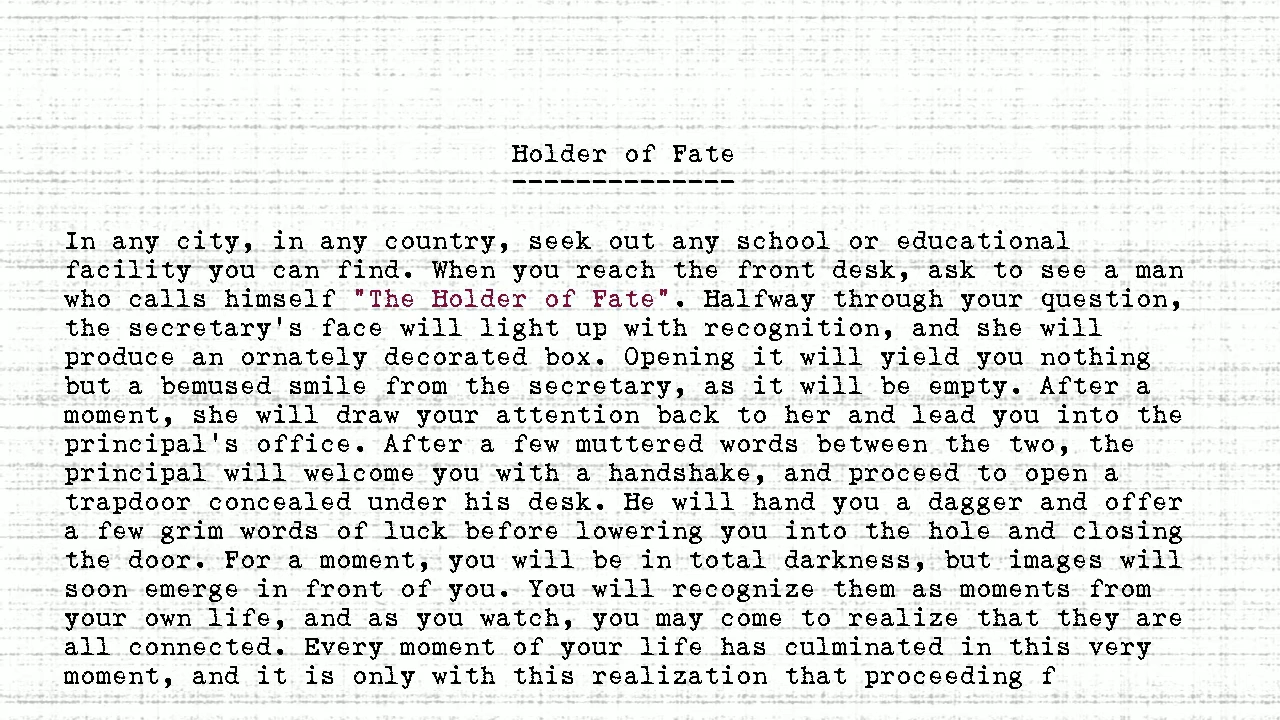 Holder of Fate
--------------
In any city, in any country, seek out any school or educational
facility you can find. When you reach the front desk, ask to see a man
who calls himself "The Holder of Fate". Halfway through your question,
the secretary's face will light up with recognition, and she will
produce an ornately decorated box. Opening it will yield you nothing
but a bemused smile from the secretary, as it will be empty. After a
moment, she will draw your attention back to her and lead you into the
principal's office. After a few muttered words between the two, the
principal will welcome you with a handshake, and proceed to open a
trapdoor concealed under his desk. He will hand you a dagger and offer
a few grim words of luck before lowering you into the hole and closing
the door. For a moment, you will be in total darkness, but images will
soon emerge in front of you. You will recognize them as moments from
your own life, and as you watch, you may come to realize that they are
all connected. Every moment of your life has culminated in this very
moment, and it is only with this realization that proceeding f